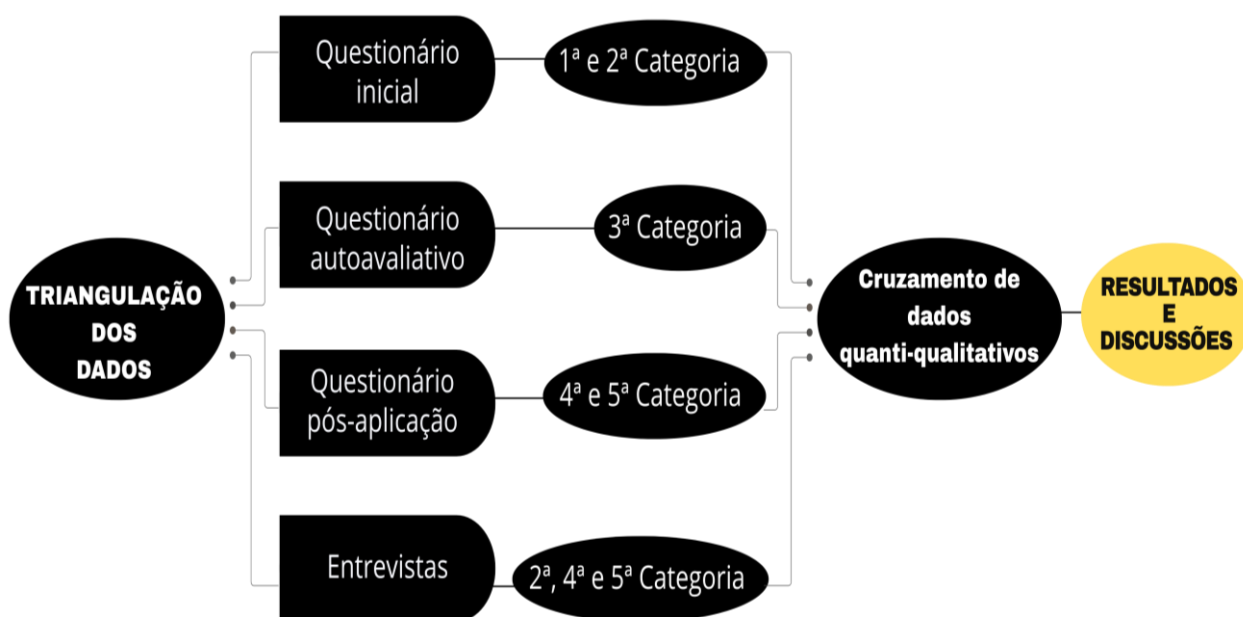 Questionário
inicial
1ª e 2ª Categoria
Questionário
autoavaliativo
3ª Categoria
TRIANGULAÇÃO
DOS
DADOS
Cruzamento de
dados
quanti-qualitativos
RESULTADOS
E
DISCUSSÕES
Questionário
pós-aplicação
4ª e 5ª Categoria
Entrevistas
2ª, 4ª e 5ª Categoria